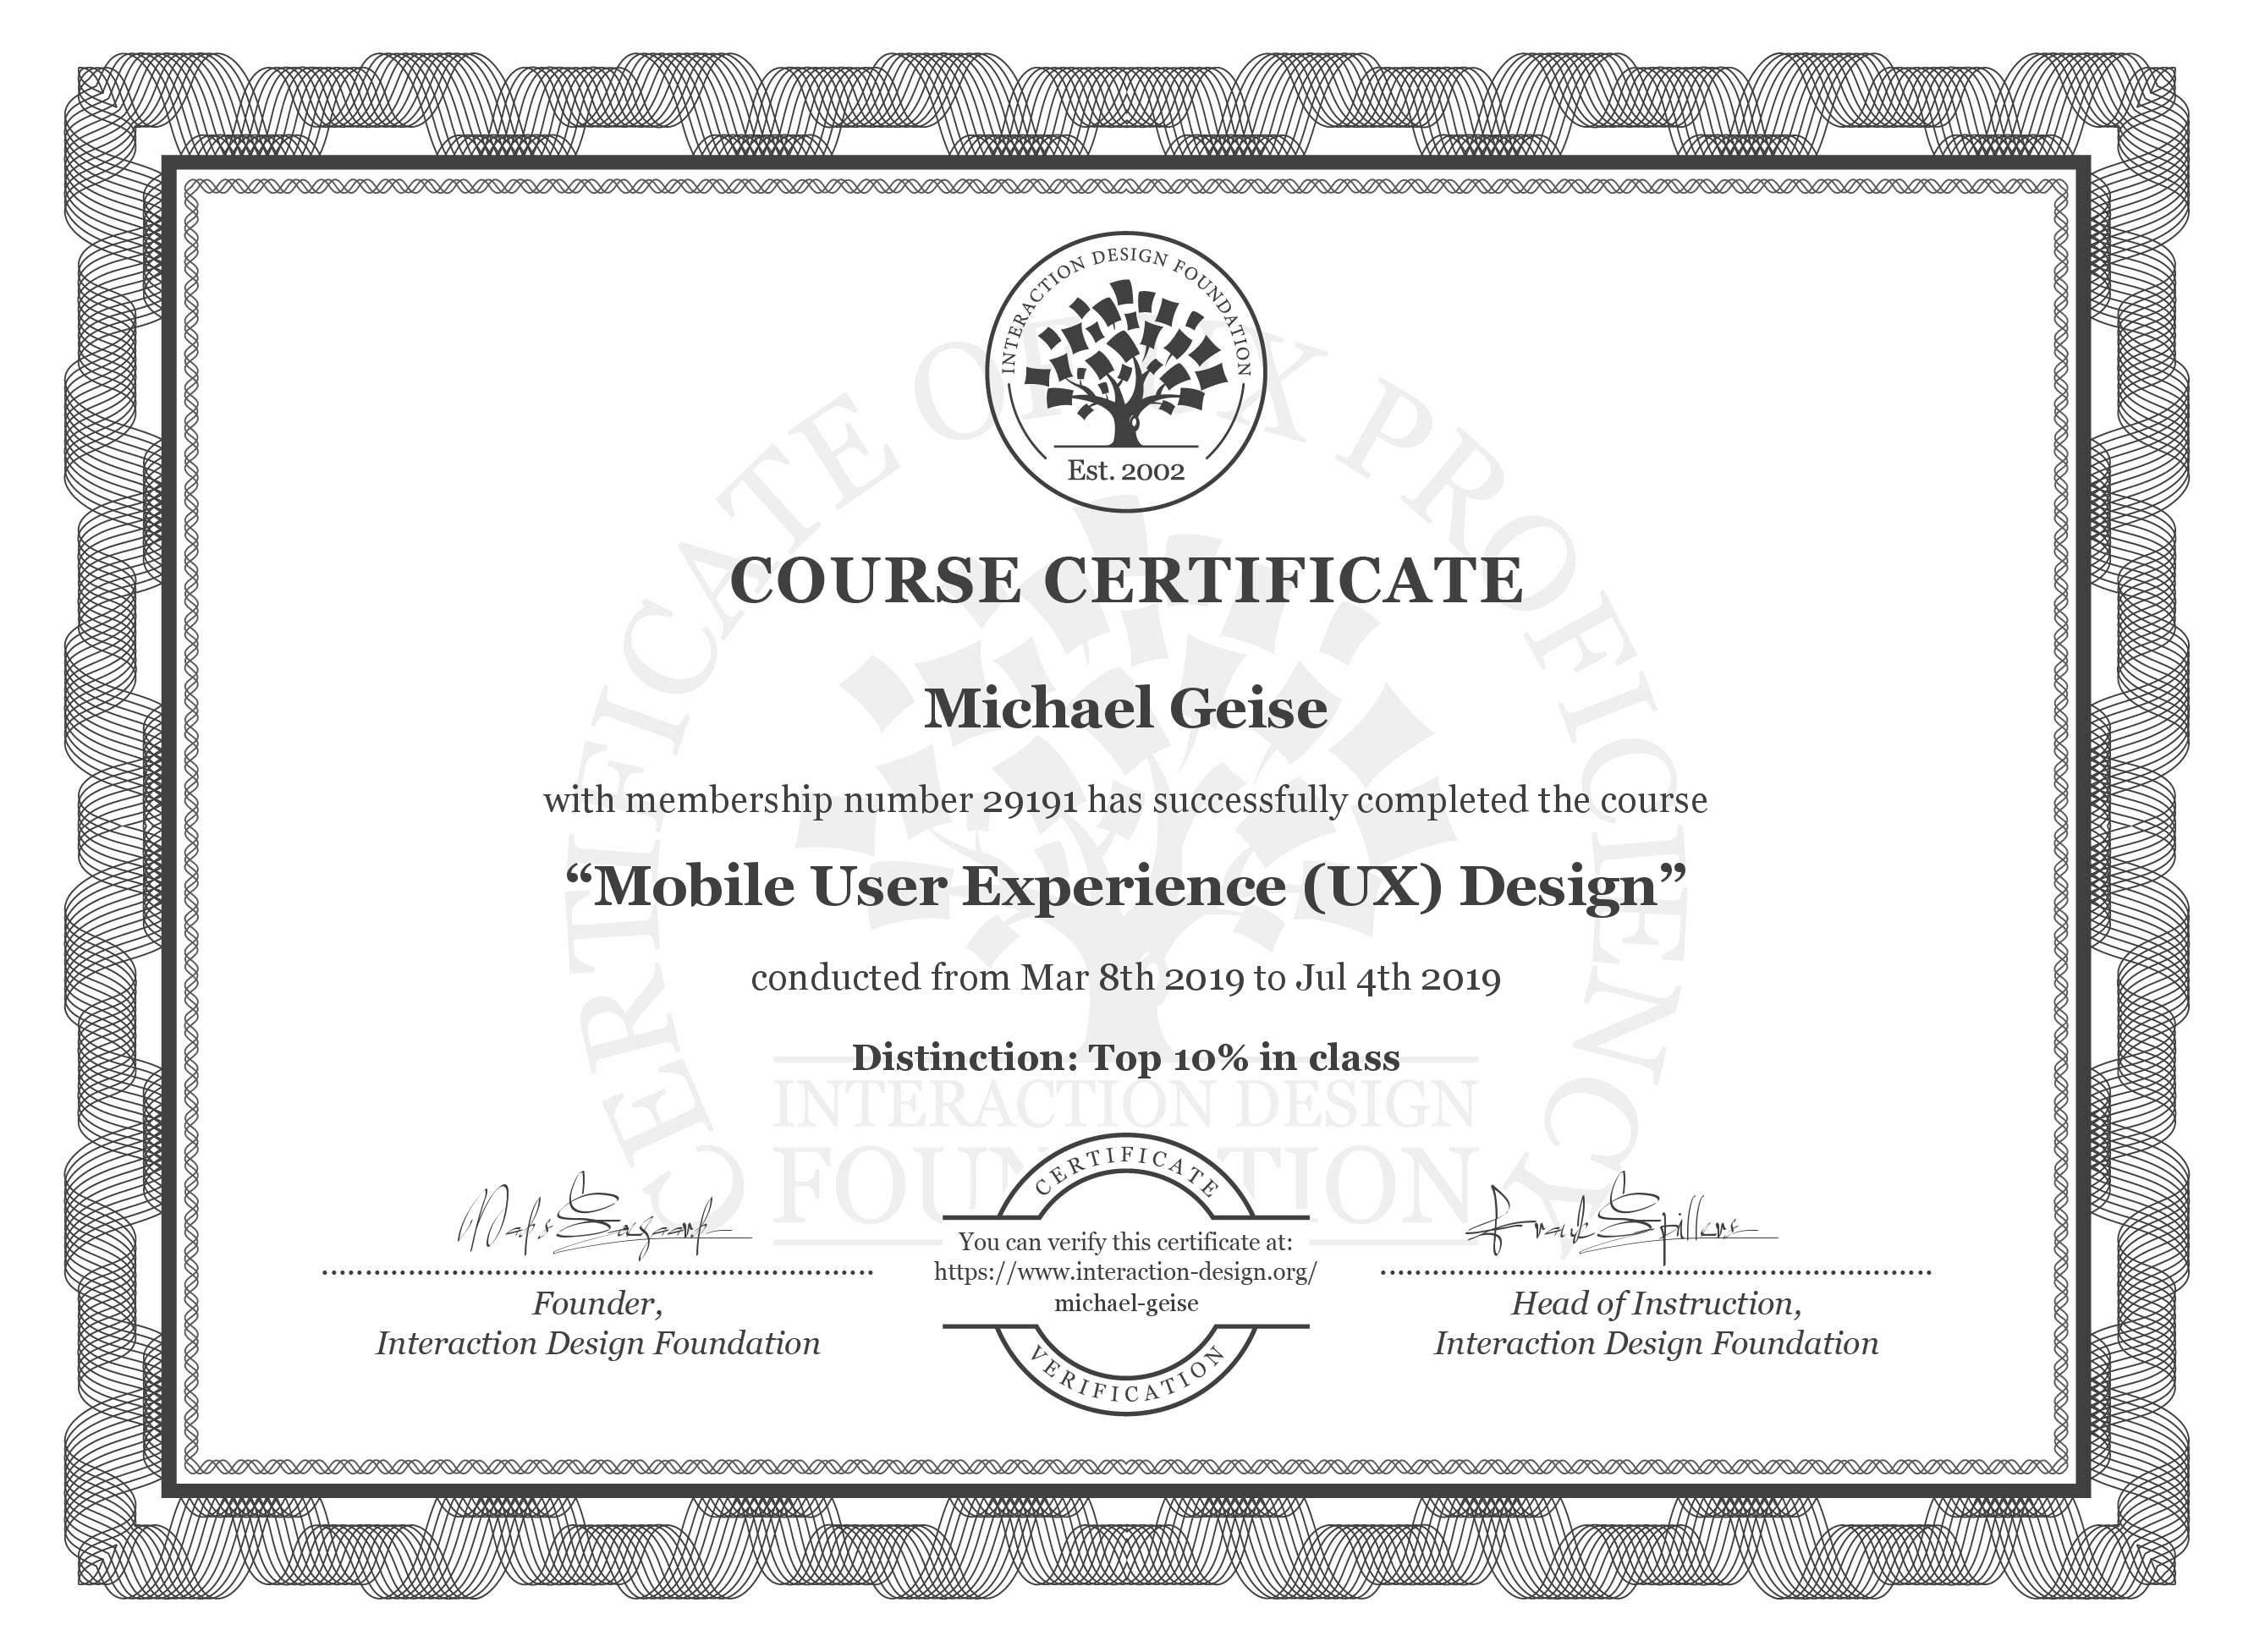 INTERACTION DESIGN FOUNDATION
Est. 2002
CERTIFICATE OF UX PROFICIENCY
COURSE CERTIFICATE
Michael Geise
with membership number 29191 has successfully completed the course
“Mobile User Experience (UX) Design”
conducted from Mar 8th 2019 to Jul 4th 2019
Distinction: Top 10% in class
INTERACTION DESIGN
FOUNDATION
CERTIFICATE
You can verify this certificate at:
https://www.interaction-design.org/
michael-geise
VERIFICATION
Founder,
Interaction Design Foundation
Frank Spillers
Head of Instruction,
Interaction Design Foundation